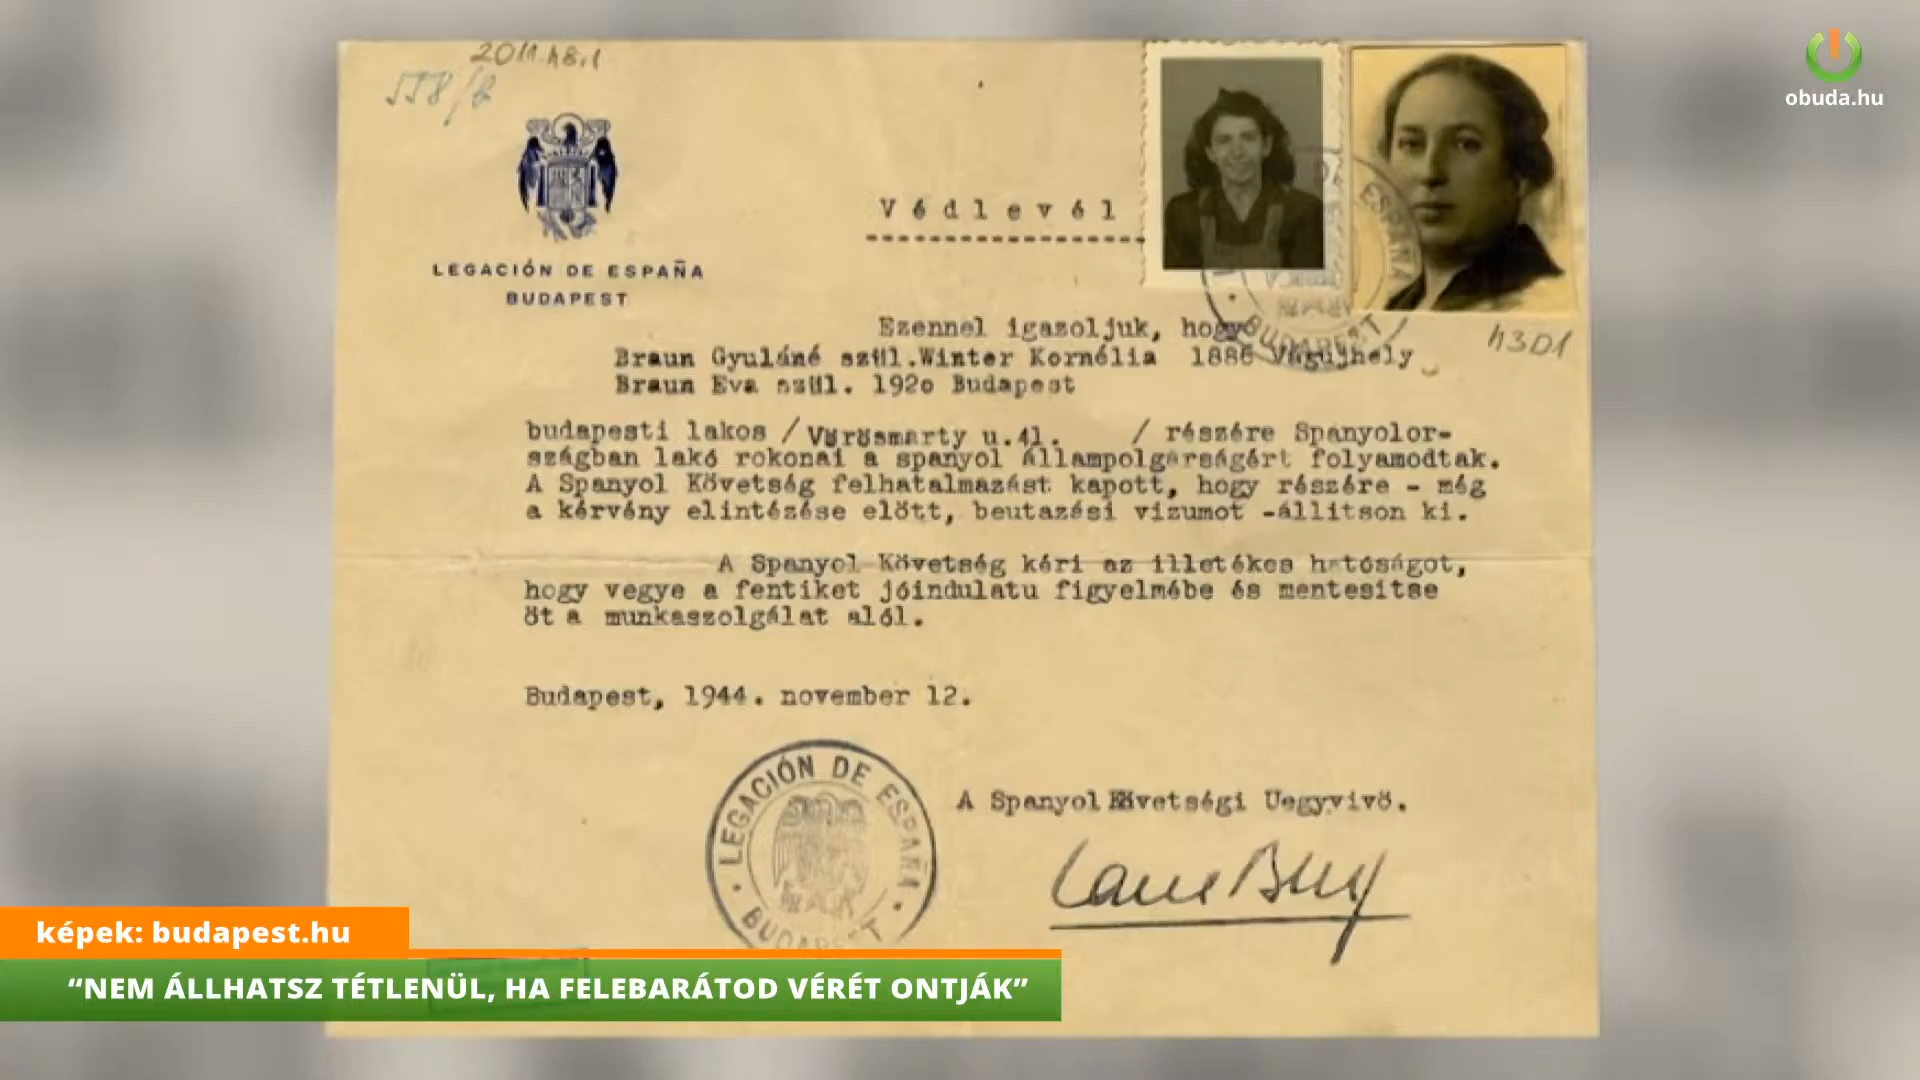 2011.48.1
558/2
obuda.hu
LEGACIÓN DE ESPAÑA
BUDAPEST
Védlevél
Ezennel igazoljuk, hogy
Braun Gyuláné szül.Winter Kornélia 1886 Vágujhely
Braun Eva szül. 192o Budapest
4301
budapesti lakos /Vörösmarty u.41. / részére Spanyolor-
szágban lakó rokonai a spanyol állampolgárságért folyamodtak.
A Spanyol Követség felhatalmazást kapott, hogy részére - még
a kérvény elintézése előtt, beutazási vizumot -állitson ki.
A Spanyol Követség kéri az illetékes hatóságot,
hogy vegye a fentiket jóindulatu figyelmébe és mentesitse
őt a munkaszolgálat alól.
Budapest, 1944. november 12.
LEGACIÓN DE ESPAÑA
BUDAPEST
A Spanyol Követségi Uegyvivő.
képek: budapest.hu
“NEM ÁLLHATSZ TÉTLENÜL, HA FELEBARÁTOD VÉRÉT ONTJÁK”